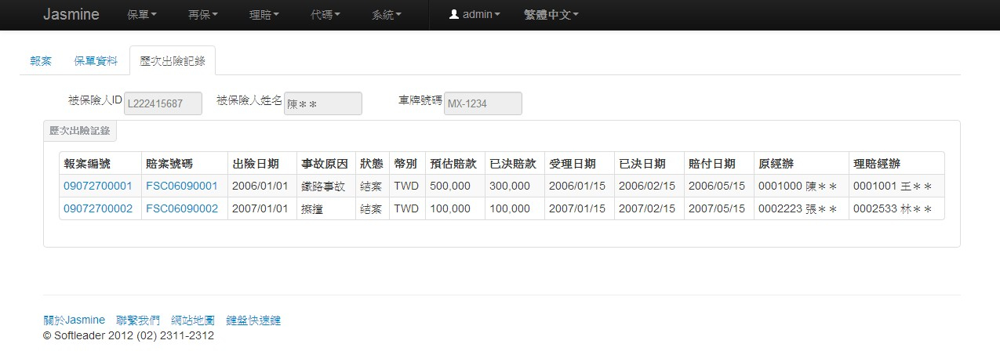 Jasmine 保單 再保 理賠 代碼 系統 admin 繁體中文
報案 保單資料 歷次出險記錄
被保險人ID L222415687 被保險人姓名 陳＊＊ 車牌號碼 MX-1234
歷次出險記錄
報案編號 賠案號碼 出險日期 事故原因 狀態 幣別 預估賠款 已決賠款 受理日期 已決日期 賠付日期 原經辦 理賠經辦
09072700001 FSC06090001 2006/01/01 鐵路事故 結案 TWD 500,000 300,000 2006/01/15 2006/02/15 2006/05/15 0001000 陳＊＊ 0001001 王＊＊
09072700002 FSC06090002 2007/01/01 擦撞 結案 TWD 100,000 100,000 2007/01/15 2007/02/15 2007/05/15 0002223 張＊＊ 0002533 林＊＊
關於Jasmine 聯繫我們 網站地圖 鍵盤快速鍵
© Softleader 2012 (02) 2311-2312